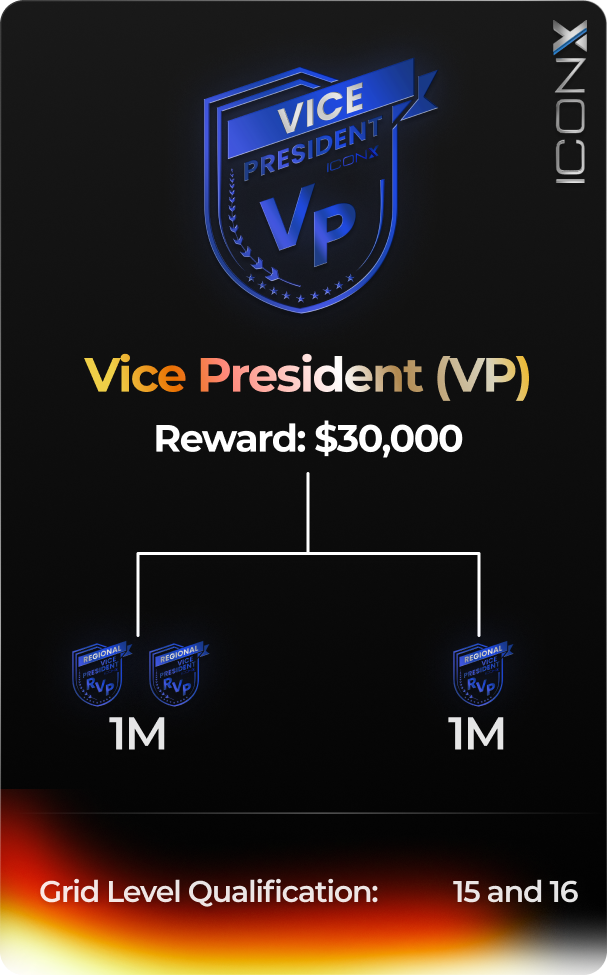 ICONX
VICE
PRESIDENT
ICONX
VP
Vice President (VP)
Reward: $30,000
REGIONAL
VICE
PRESIDENT
RVP
REGIONAL
VICE
PRESIDENT
RVP
REGIONAL
VICE
PRESIDENT
RVP
1M
1M
Grid Level Qualification: 15 and 16